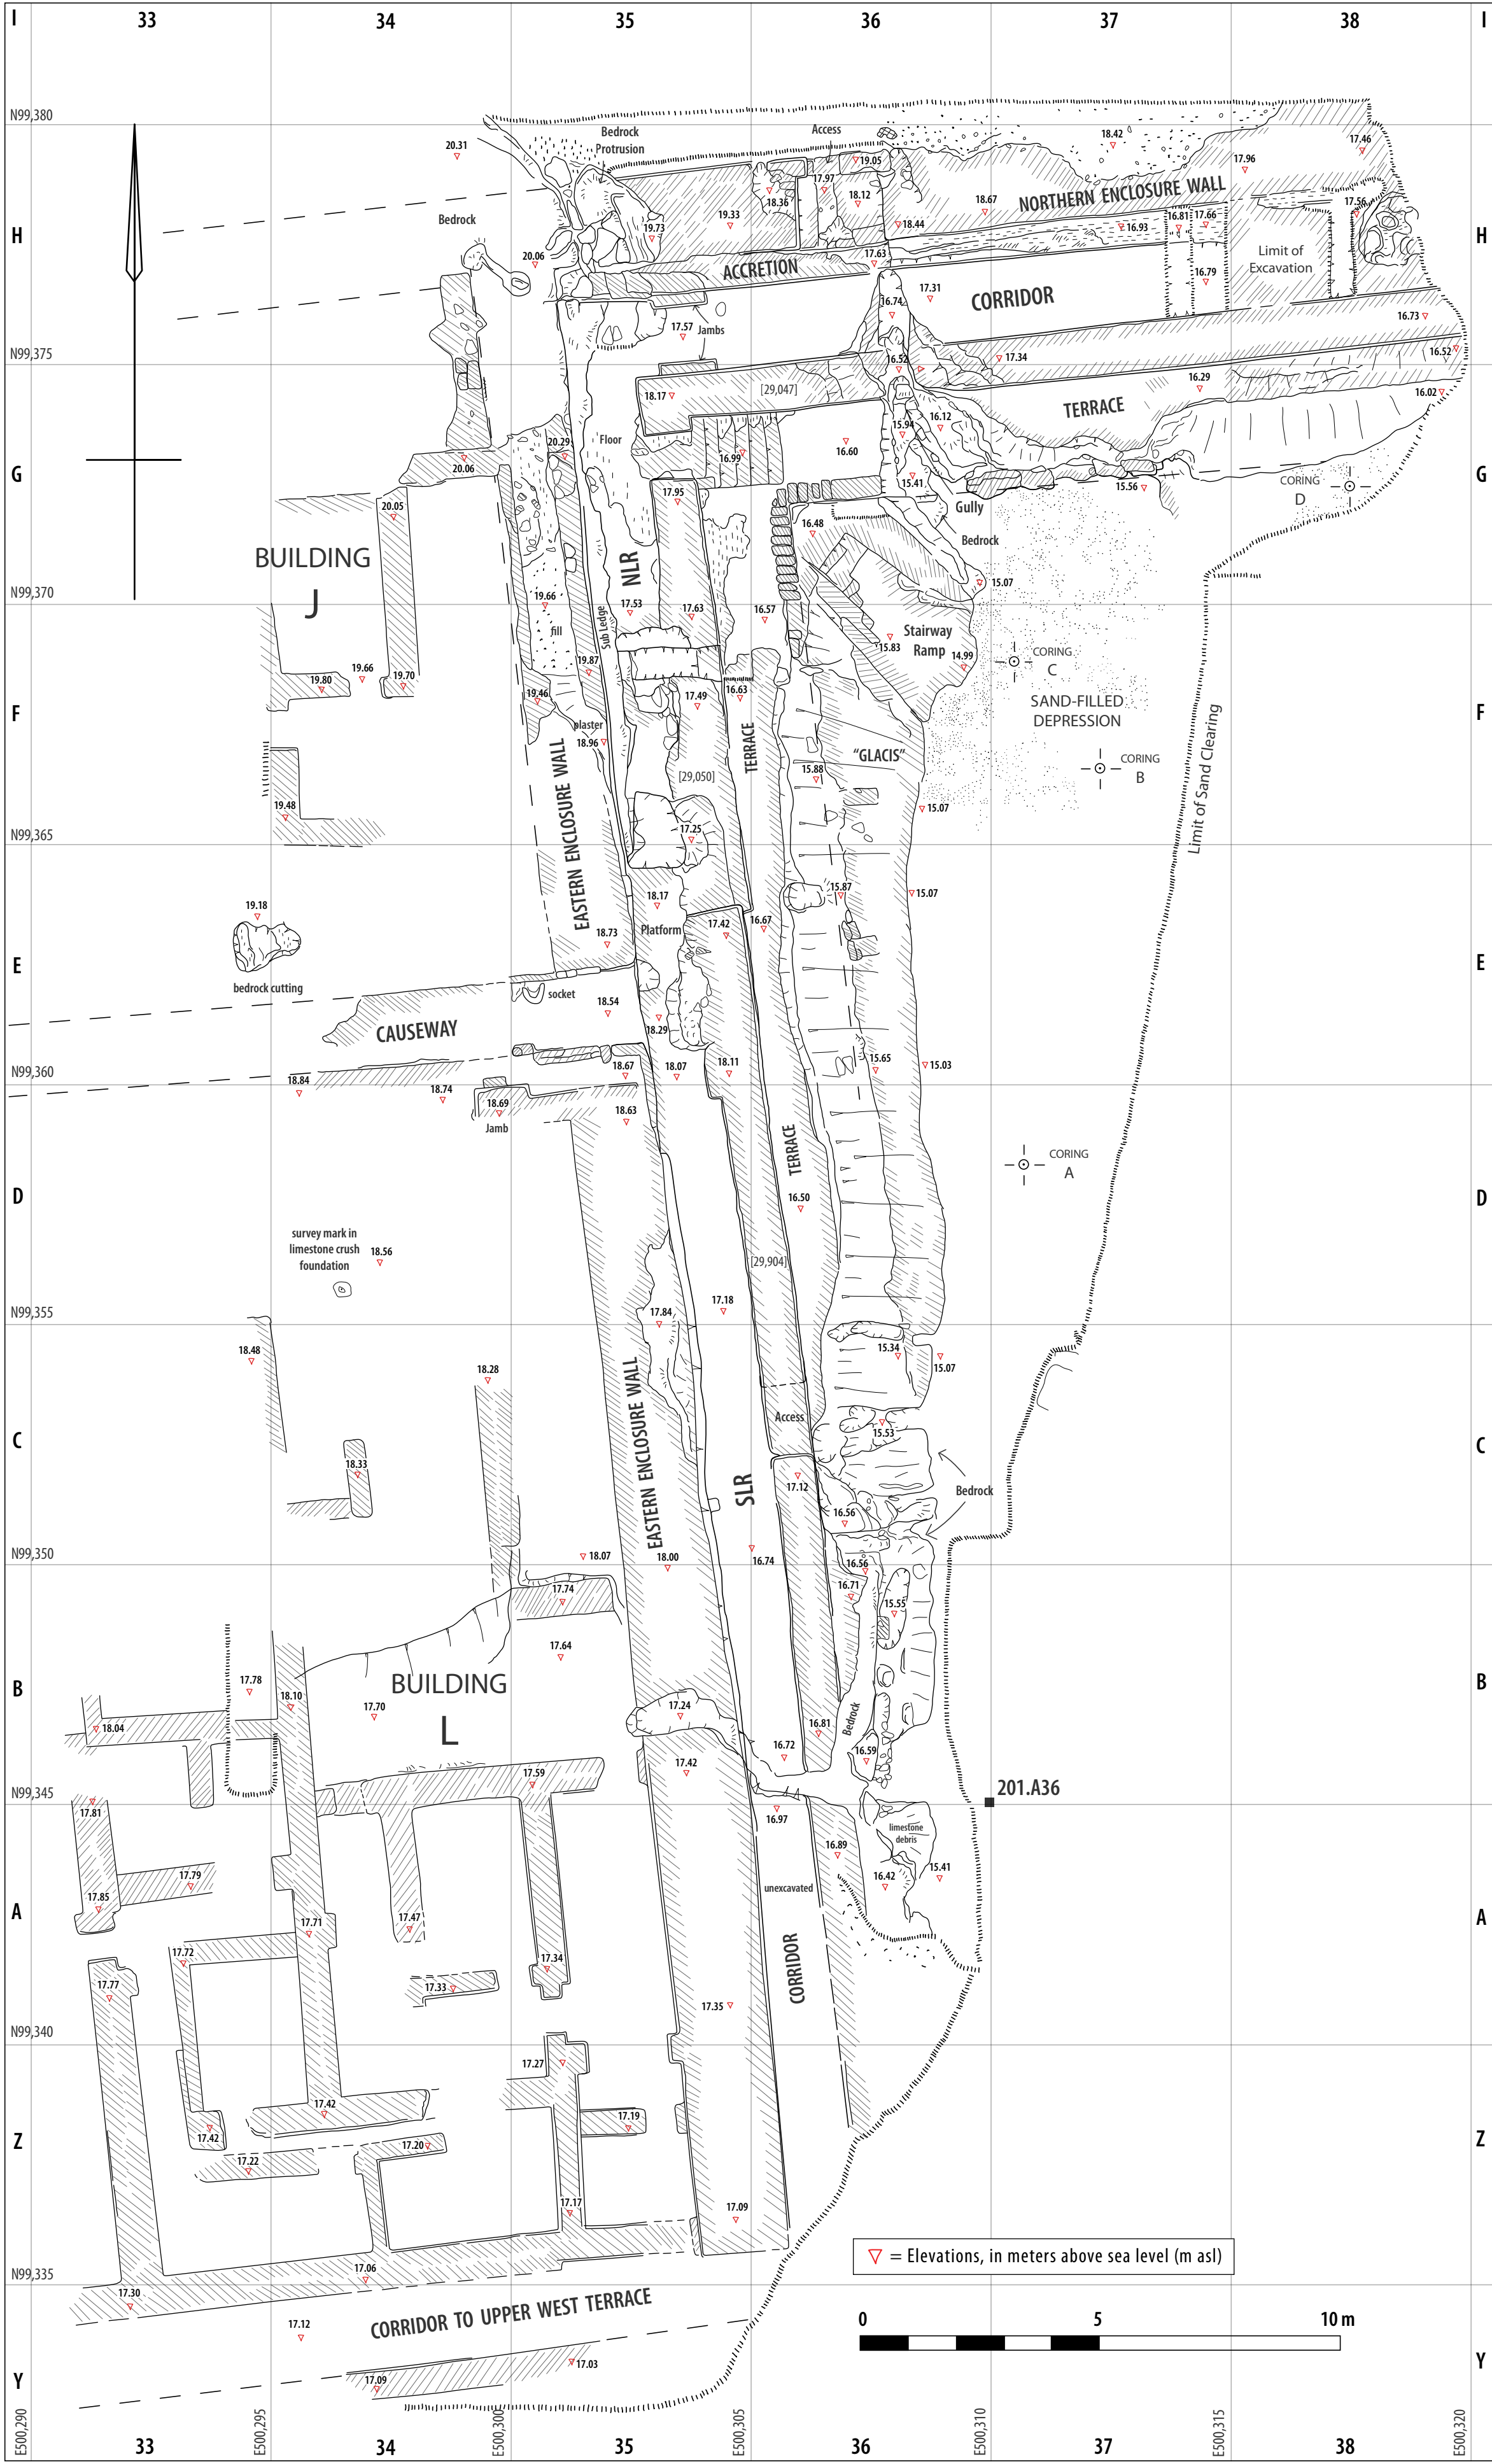 I 33 34 35 36 37 38 I
N99,380
Bedrock
Protrusion
Access
20.31
18.42
17.46
19.05
17.96
17.97
18.36
18.12
NORTHERN ENCLOSURE WALL
18.67
17.56
Bedrock
19.33
18.44
16.81
17.66
19.73
16.93
H
H
20.06
17.63
Limit of
Excavation
ACCRETION
16.79
17.31
CORRIDOR
16.74
16.73
17.57
Jambs
N99,375
17.34
16.52
16.52
18.17
[29,047]
16.29
16.02
TERRACE
16.12
15.94
20.29
Floor
16.60
16.99
20.06
G
G
15.41
CORING
D
15.56
17.95
20.05
Gully
16.48
BUILDING
J
Bedrock
NLR
N99,370
15.07
19.66
17.53
17.63
16.57
fill
Sub Ledge
Stairway
Ramp
15.83
14.99
CORING
C
19.66
19.87
19.80
19.70
19.46
17.49
16.63
SAND-FILLED
DEPRESSION
F
F
plaster
18.96
TERRACE
"GLACIS"
CORING
B
15.88
[29,050]
Limit of Sand Clearing
EASTERN ENCLOSURE WALL
19.48
15.07
17.25
N99,365
15.87
15.07
18.17
19.18
17.42
16.67
Platform
18.73
E
E
bedrock cutting
socket
18.54
CAUSEWAY
18.29
15.65
15.03
N99,360
18.67
18.07
18.11
18.84
18.74
18.69
18.63
Jamb
TERRACE
CORING
A
D
D
16.50
survey mark in
limestone crush
foundation
18.56
[29,904]
17.18
17.84
N99,355
18.48
15.34
15.07
18.28
EASTERN ENCLOSURE WALL
Access
15.53
C
C
18.33
SLR
17.12
Bedrock
16.56
N99,350
18.07
18.00
16.74
16.56
17.74
16.71
15.55
17.64
17.78
BUILDING
L
B
B
18.10
17.70
17.24
Bedrock
18.04
16.81
16.72
16.59
17.42
17.59
N99,345
201.A36
17.81
16.97
limestone
debris
16.89
15.41
17.79
16.42
unexcavated
17.85
A
A
17.47
17.71
17.72
17.34
CORRIDOR
17.77
17.33
17.35
N99,340
17.27
17.42
17.19
17.42
Z
Z
17.20
17.22
17.17
17.09
= Elevations, in meters above sea level (m asl)
17.06
N99,335
17.30
CORRIDOR TO UPPER WEST TERRACE
17.12
0 5 10 m
17.03
17.09
Y
Y
E500,290 E500,295 E500,300 E500,305 E500,310 E500,315 E500,320
33 34 35 36 37 38